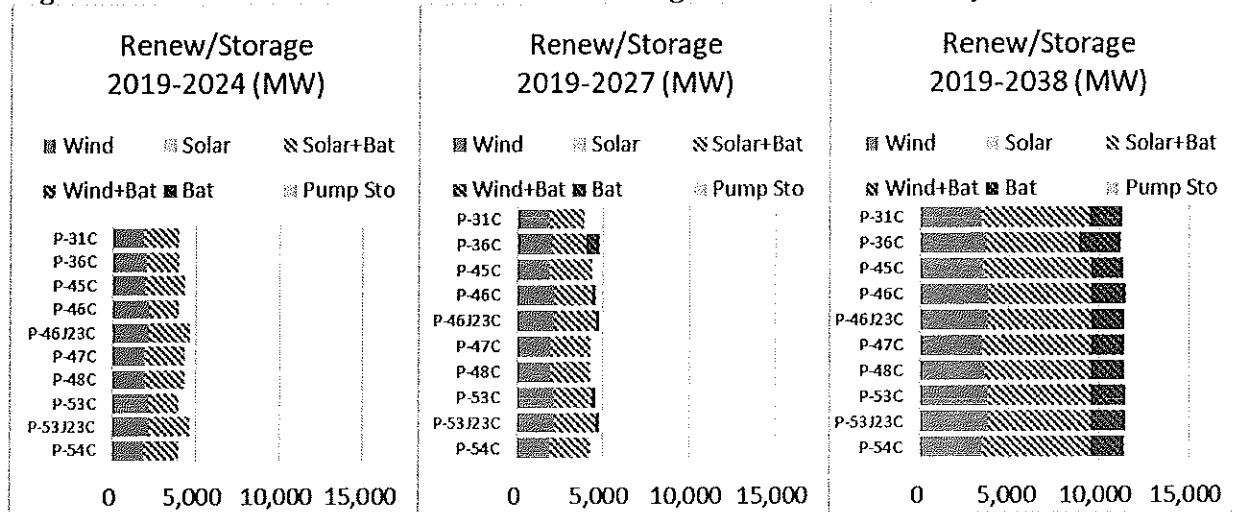 Renew/Storage
2019-2024 (MW)
Wind Solar Solar+Bat
Wind+Bat Bat Pump Sto
P-31C
P-36C
P-45C
P-46C
P-46J23C
P-47C
P-48C
P-53C
P-53J23C
P-54C
0 5,000 10,000 15,000
Renew/Storage
2019-2027 (MW)
Wind Solar Solar+Bat
Wind+Bat Bat Pump Sto
P-31C
P-36C
P-45C
P-46C
P-46J23C
P-47C
P-48C
P-53C
P-53J23C
P-54C
0 5,000 10,000 15,000
Renew/Storage
2019-2038 (MW)
Wind Solar Solar+Bat
Wind+Bat Bat Pump Sto
P-31C
P-36C
P-45C
P-46C
P-46J23C
P-47C
P-48C
P-53C
P-53J23C
P-54C
0 5,000 10,000 15,000